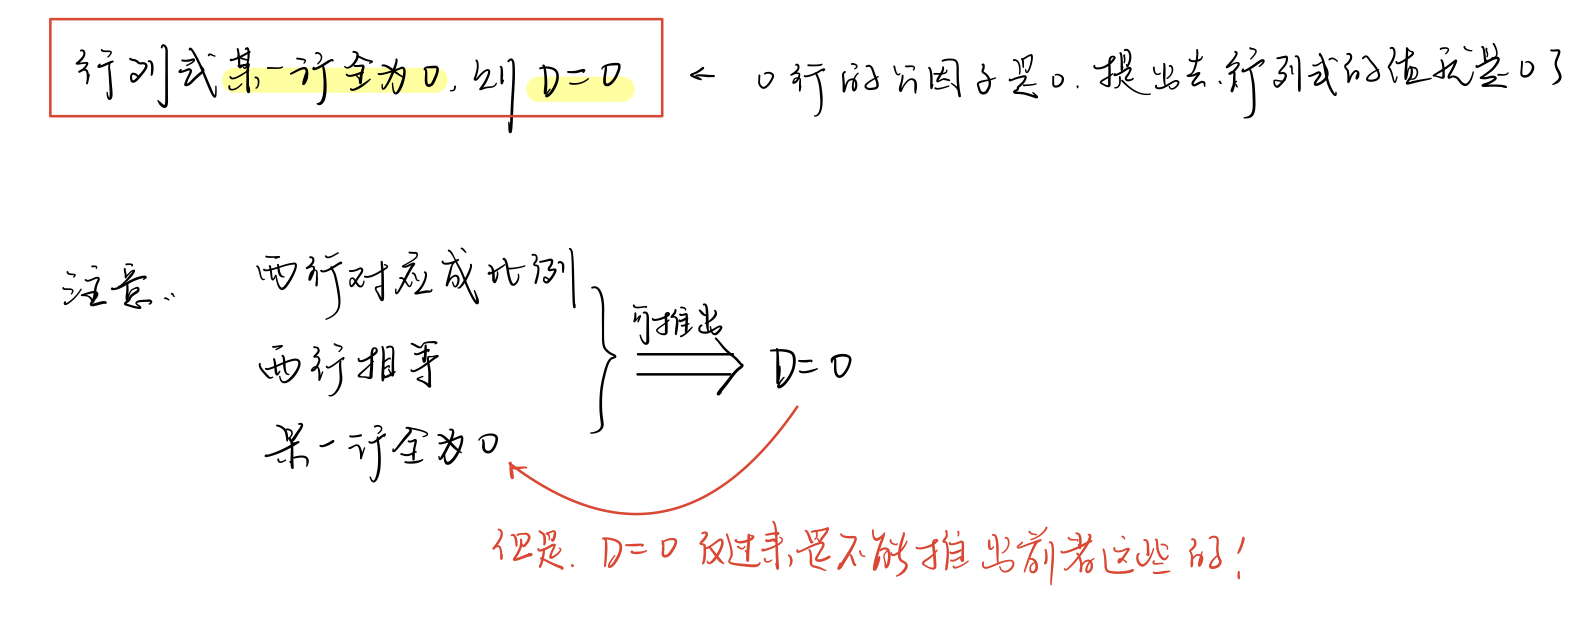 行列式某一行全为0,则D=0 ← 0行的公因子是0.提出去,行列式的值就是0了
注意:
两行对应成比例
两行相等
某一行全为0
可推出
D=0
但是.D=0反过来,是不能推出前者这些的!